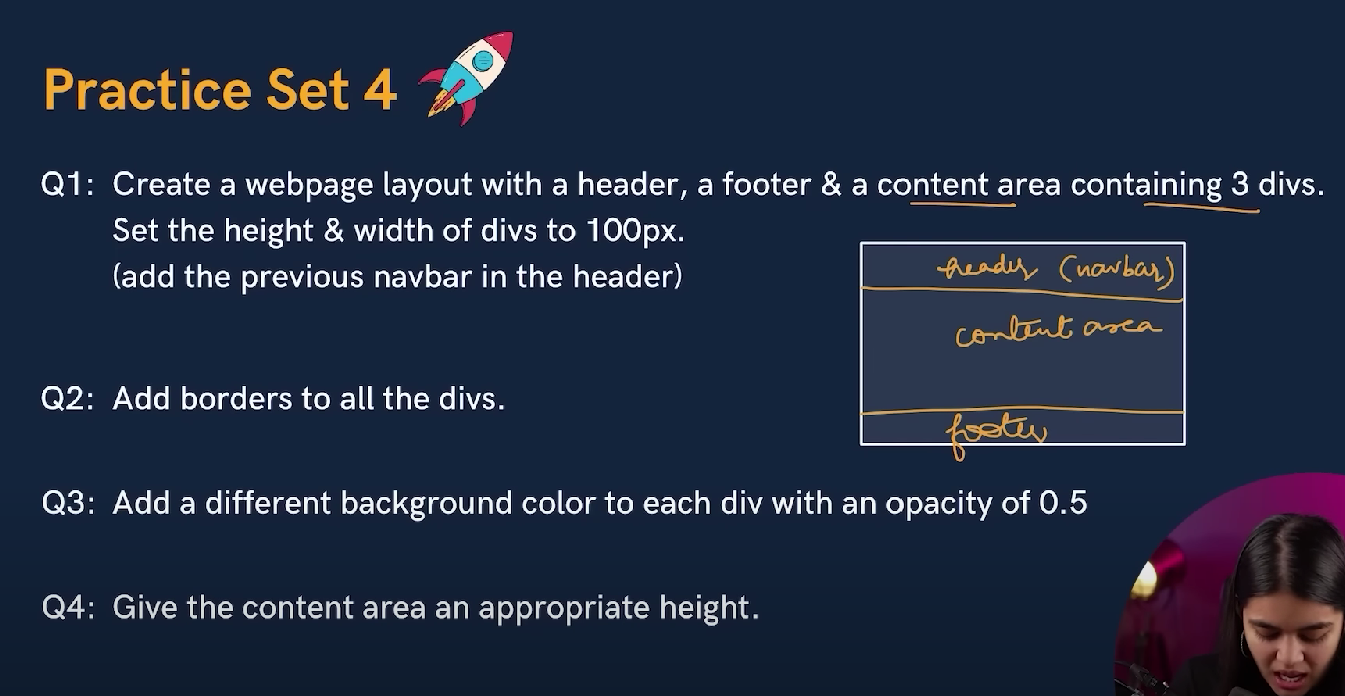 Practice Set 4
Q1: Create a webpage layout with a header, a footer & a content area containing 3 divs.
Set the height & width of divs to 100px.
(add the previous navbar in the header)
header (navbar)
content area
footer
Q2: Add borders to all the divs.
Q3: Add a different background color to each div with an opacity of 0.5
Q4: Give the content area an appropriate height.